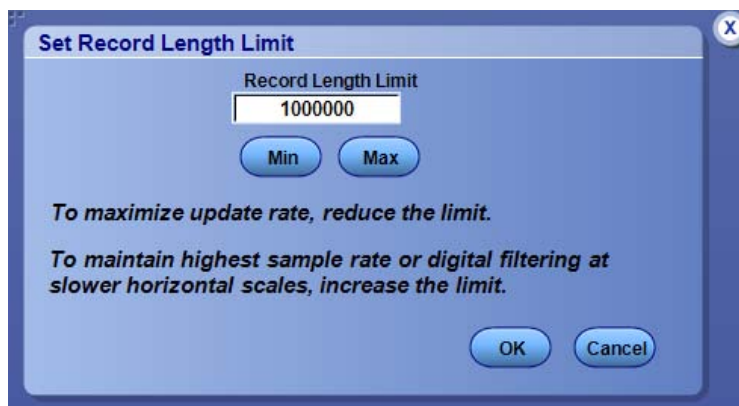 Set Record Length Limit
X
Record Length Limit
1000000
Min
Max
To maximize update rate, reduce the limit.
To maintain highest sample rate or digital filtering at
slower horizontal scales, increase the limit.
OK
Cancel